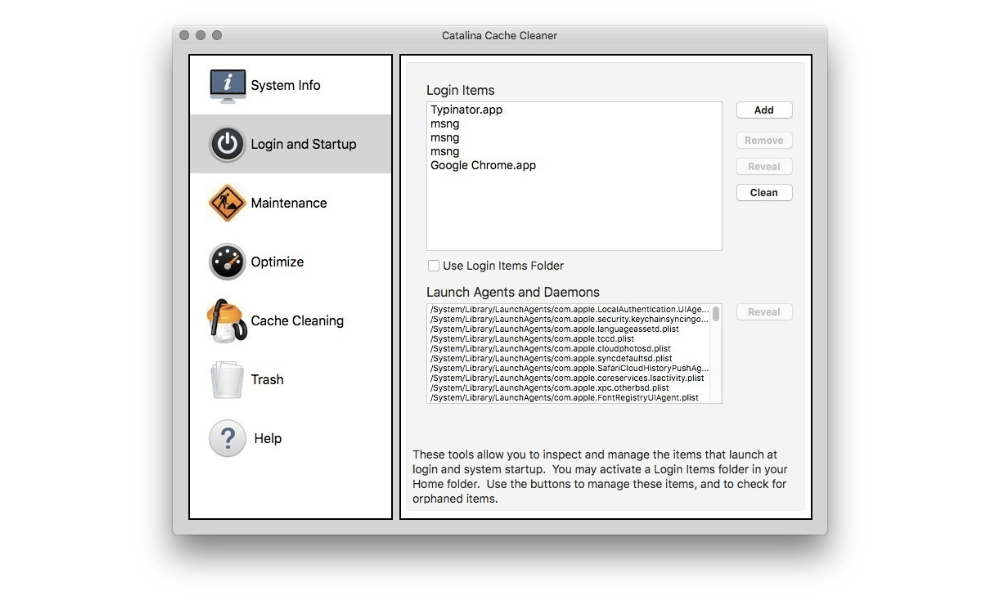 Catalina Cache Cleaner
System Info
Login and Startup
Maintenance
Optimize
Cache Cleaning
Trash
? Help
Login Items
Typinator.app
msng
msng
msng
Google Chrome.app
Add
Remove
Reveal
Clean
Use Login Items Folder
Launch Agents and Daemons
/System/Library/LaunchAgents/com.apple.LocalAuthentication.UIAge...
/System/Library/LaunchAgents/com.apple.security.keychainsyncingo...
/System/Library/LaunchAgents/com.apple.languageassetd.plist
/System/Library/LaunchAgents/com.apple.tccd.plist
/System/Library/LaunchAgents/com.apple.cloudphotosd.plist
/System/Library/LaunchAgents/com.apple.syncdefaultsd.plist
/System/Library/LaunchAgents/com.apple.SafariCloudHistoryPushAg...
/System/Library/LaunchAgents/com.apple.coreservices.lsactivity.plist
/System/Library/LaunchAgents/com.apple.xpc.otherbsd.plist
/System/Library/LaunchAgents/com.apple.FontRegistryUIAgent.plist
Reveal
These tools allow you to inspect and manage the items that launch at
login and system startup. You may activate a Login Items folder in your
Home folder. Use the buttons to manage these items, and to check for
orphaned items.